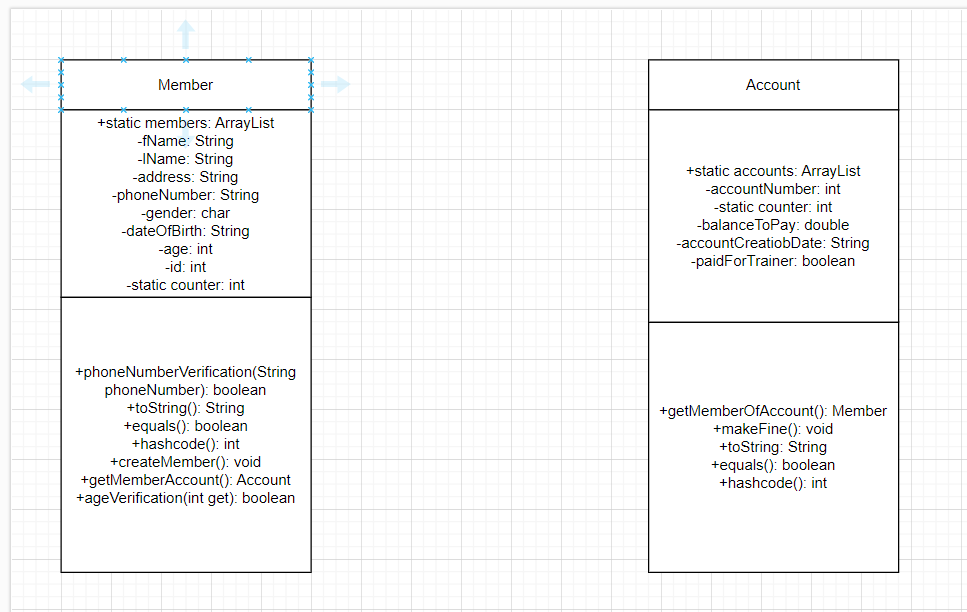 Member
+static members: ArrayList
-fName: String
-lName: String
-address: String
-phoneNumber: String
-gender: char
-dateOfBirth: String
-age: int
-id: int
-static counter: int
+phoneNumberVerification(String
phoneNumber): boolean
+toString(): String
+equals(): boolean
+hashcode(): int
+createMember(): void
+getMemberAccount(): Account
+ageVerification(int get): boolean
Account
+static accounts: ArrayList
-accountNumber: int
-static counter: int
-balanceToPay: double
-accountCreatiobDate: String
-paidForTrainer: boolean
+getMemberOfAccount(): Member
+makeFine(): void
+toString: String
+equals(): boolean
+hashcode(): int